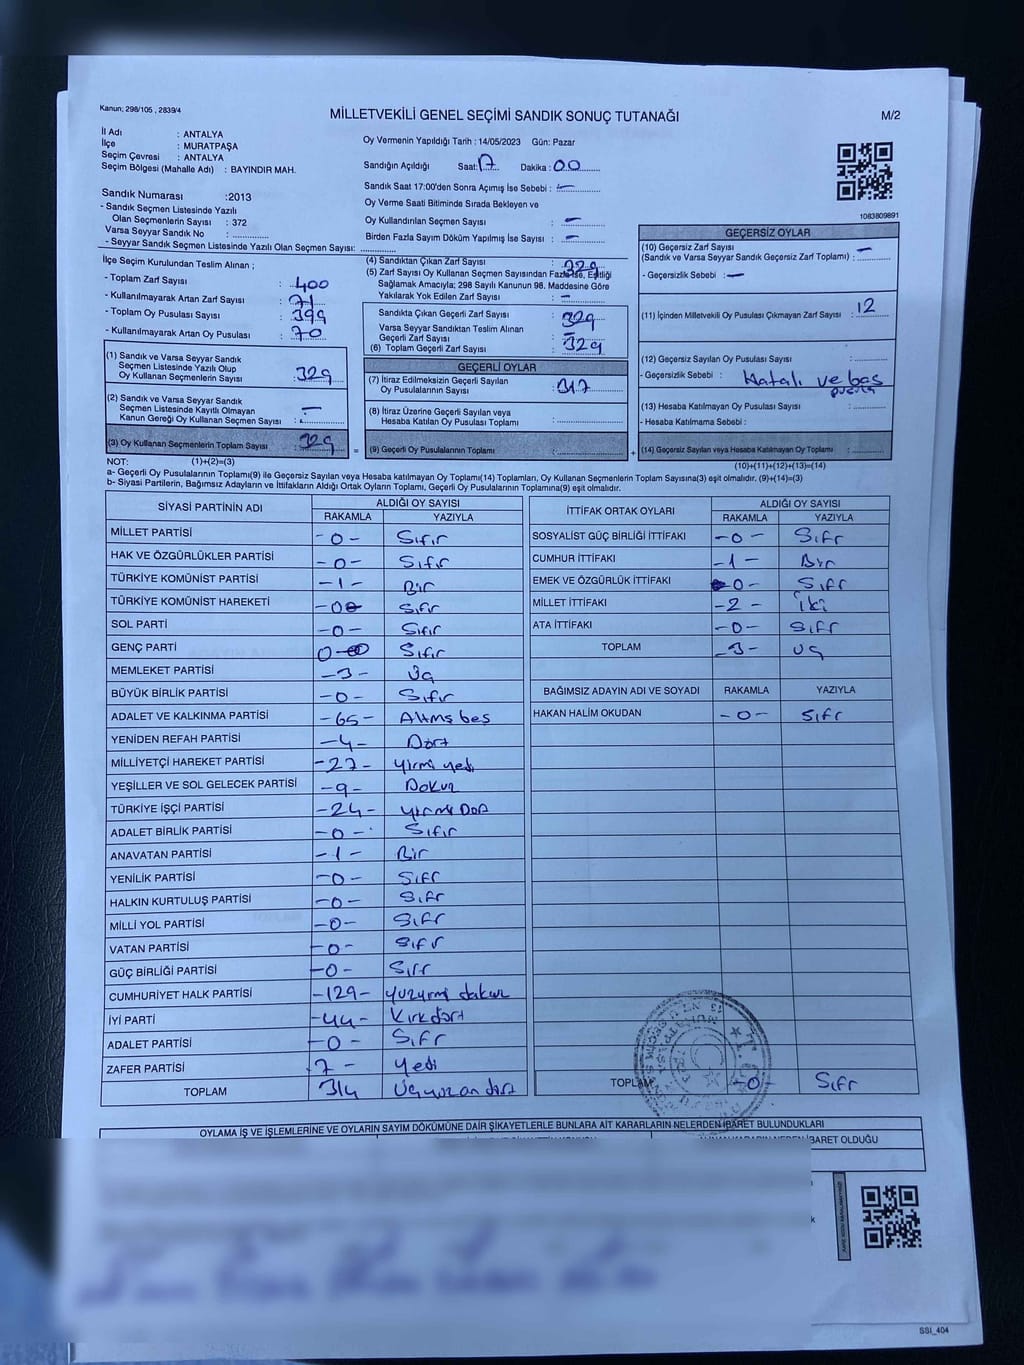 Kanun: 298/105 , 2839/4
MİLLETVEKİLİ GENEL SEÇİMİ SANDIK SONUÇ TUTANAĞI
M/2
İl Adı : ANTALYA
İlçe : MURATPAŞA
Seçim Çevresi : ANTALYA
Seçim Bölgesi (Mahalle Adı) : BAYINDIR MAH.
Oy Vermenin Yapıldığı Tarih : 14/05/2023 Gün: Pazar
Sandığın Açıldığı Saat: 17 Dakika : 00
Sandık Saat 17:00'den Sonra Açımış İse Sebebi : -
Oy Verme Saati Bitiminde Sırada Bekleyen ve
Oy Kullandırılan Seçmen Sayısı : -
Birden Fazla Sayım Döküm Yapılmış İse Sayısı : -
1083809891
Sandık Numarası :2013
- Sandık Seçmen Listesinde Yazılı
Olan Seçmenlerin Sayısı : 372
Varsa Seyyar Sandık No :
- Seyyar Sandık Seçmen Listesinde Yazılı Olan Seçmen Sayısı:
İlçe Seçim Kurulundan Teslim Alınan ;
- Toplam Zarf Sayısı : 400
- Kullanılmayarak Artan Zarf Sayısı : 71
- Toplam Oy Pusulası Sayısı : 399
- Kullanılmayarak Artan Oy Pusulası : 70
(1) Sandık ve Varsa Seyyar Sandık
Seçmen Listesinde Yazılı Olup
Oy Kullanan Seçmenlerin Sayısı : 329
(2) Sandık ve Varsa Seyyar Sandık
Seçmen Listesinde Kayıtlı Olmayan
Kanun Gereği Oy Kullanan Seçmen Sayısı : -
(3) Oy Kullanan Seçmenlerin Toplam Sayısı : 329
(4) Sandıktan Çıkan Zarf Sayısı : 329
(5) Zarf Sayısı Oy Kullanan Seçmen Sayısından Fazla İse, Eşitliği
Sağlamak Amacıyla; 298 Sayılı Kanunun 98. Maddesine Göre
Yakılarak Yok Edilen Zarf Sayısı : -
Sandıkta Çıkan Geçerli Zarf Sayısı : 329
Varsa Seyyar Sandıktan Teslim Alınan
Geçerli Zarf Sayısı : -
(6) Toplam Geçerli Zarf Sayısı : 329
GEÇERLİ OYLAR
(7) İtiraz Edilmeksizin Geçerli Sayılan
Oy Pusulalarının Sayısı : 317
(8) İtiraz Üzerine Geçerli Sayılan veya
Hesaba Katılan Oy Pusulası Toplamı :
= (9) Geçerli Oy Pusulalarının Toplamı :
GEÇERSİZ OYLAR
(10) Geçersiz Zarf Sayısı -
(Sandık ve Varsa Seyyar Sandık Geçersiz Zarf Toplamı) :
- Geçersizlik Sebebi : -
(11) İçinden Milletvekili Oy Pusulası Çıkmayan Zarf Sayısı : 12
(12) Geçersiz Sayılan Oy Pusulası Sayısı :
- Geçersizlik Sebebi : Hatalı ve boş
pusula
(13) Hesaba Katılmayan Oy Pusulası Sayısı :
- Hesaba Katılmama Sebebi :
+ (14) Geçersiz Sayılan veya Hesaba Katılmayan Oy Toplamı :
NOT: (1)+(2)=(3)
(10)+(11)+(12)+(13)=(14)
a- Geçerli Oy Pusulalarının Toplamı(9) ile Geçersiz Sayılan veya Hesaba katılmayan Oy Toplamı(14) Toplamları, Oy Kullanan Seçmenlerin Toplam Sayısına(3) eşit olmalıdır. (9)+(14)=(3)
b- Siyasi Partilerin, Bağımsız Adayların ve İttifakların Aldığı Ortak Oyların Toplamı, Geçerli Oy Pusulalarının Toplamına(9) eşit olmalıdır.
SİYASİ PARTİNİN ADI ALDIĞI OY SAYISI
RAKAMLA YAZIYLA
MİLLET PARTİSİ -0- Sıfır
HAK VE ÖZGÜRLÜKLER PARTİSİ -0- Sıfır
TÜRKİYE KOMÜNİST PARTİSİ -1- Bir
TÜRKİYE KOMÜNİST HAREKETİ -0 Sıfır
SOL PARTİ -0- Sıfır
GENÇ PARTİ 0 Sıfır
MEMLEKET PARTİSİ -3- Üç
BÜYÜK BİRLİK PARTİSİ -0- Sıfır
ADALET VE KALKINMA PARTİSİ -65- Altmş beş
YENİDEN REFAH PARTİSİ -4- Dört
MİLLİYETÇİ HAREKET PARTİSİ -27- yirmi yedi
YEŞİLLER VE SOL GELECEK PARTİSİ -9- Dokuz
TÜRKİYE İŞÇİ PARTİSİ -24-
ADALET BİRLİK PARTİSİ -0- Sıfır
ANAVATAN PARTİSİ -1- Bir
YENİLİK PARTİSİ -0- Sıfr
HALKIN KURTULUŞ PARTİSİ -0- Sıfr
MİLLİ YOL PARTİSİ -0- Sıfr
VATAN PARTİSİ -0- Sıfr
GÜÇ BİRLİĞİ PARTİSİ -0- Sıfr
CUMHURİYET HALK PARTİSİ -129-
İYİ PARTİ -44- Kırkdört
ADALET PARTİSİ -0- Sıfr
ZAFER PARTİSİ 7- yedi
TOPLAM 314 Üçyüzondört
İTTİFAK ORTAK OYLARI ALDIĞI OY SAYISI
RAKAMLA YAZIYLA
SOSYALİST GÜÇ BİRLİĞİ İTTİFAKI -0- Sıfr
CUMHUR İTTİFAKI -1- Bir
EMEK VE ÖZGÜRLÜK İTTİFAKI 0- Sıfr
MİLLET İTTİFAKI -2- İki
ATA İTTİFAKI -0- Sıfr
TOPLAM -3- üç
BAĞIMSIZ ADAYIN ADI VE SOYADI RAKAMLA YAZIYLA
HAKAN HALİM OKUDAN -0- Sıfr
TOPLAM -0- Sıfr
OYLAMA İŞ VE İŞLEMLERİNE VE OYLARIN SAYIM DÖKÜMÜNE DAİR ŞİKAYETLERLE BUNLARA AİT KARARLARIN NELERDEN İBARET BULUNDUKLARI
İBARET OLDUĞU
SSİ_404